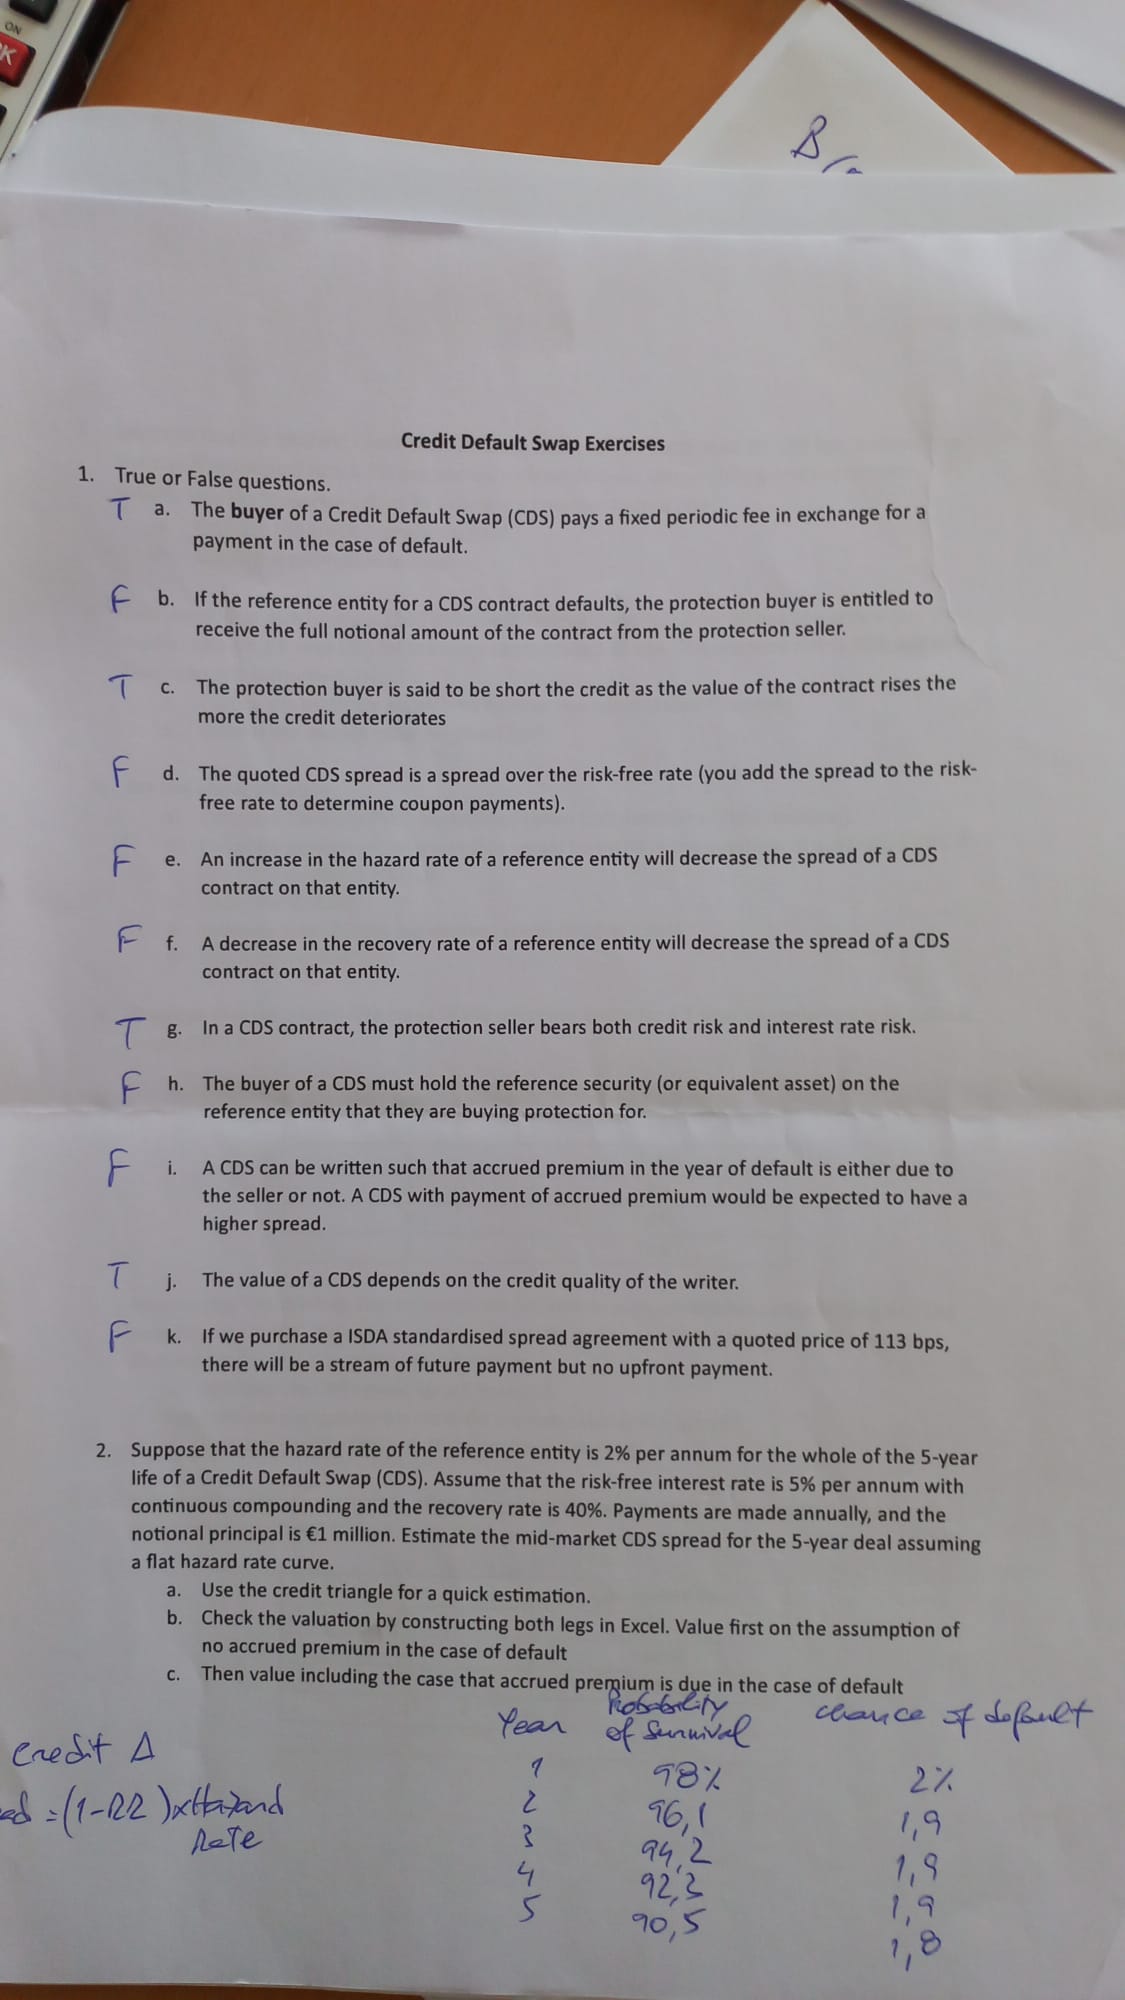 ON
K
B
Credit Default Swap Exercises
1. True or False questions.
T a. The buyer of a Credit Default Swap (CDS) pays a fixed periodic fee in exchange for a
payment in the case of default.
F b. If the reference entity for a CDS contract defaults, the protection buyer is entitled to
receive the full notional amount of the contract from the protection seller.
T c. The protection buyer is said to be short the credit as the value of the contract rises the
more the credit deteriorates
F d. The quoted CDS spread is a spread over the risk-free rate (you add the spread to the risk-
free rate to determine coupon payments).
F e. An increase in the hazard rate of a reference entity will decrease the spread of a CDS
contract on that entity.
F f. A decrease in the recovery rate of a reference entity will decrease the spread of a CDS
contract on that entity.
T g. In a CDS contract, the protection seller bears both credit risk and interest rate risk.
F h. The buyer of a CDS must hold the reference security (or equivalent asset) on the
reference entity that they are buying protection for.
F i. A CDS can be written such that accrued premium in the year of default is either due to
the seller or not. A CDS with payment of accrued premium would be expected to have a
higher spread.
T j. The value of a CDS depends on the credit quality of the writer.
F k. If we purchase a ISDA standardised spread agreement with a quoted price of 113 bps,
there will be a stream of future payment but no upfront payment.
2. Suppose that the hazard rate of the reference entity is 2% per annum for the whole of the 5-year
life of a Credit Default Swap (CDS). Assume that the risk-free interest rate is 5% per annum with
continuous compounding and the recovery rate is 40%. Payments are made annually, and the
notional principal is €1 million. Estimate the mid-market CDS spread for the 5-year deal assuming
a flat hazard rate curve.
a. Use the credit triangle for a quick estimation.
b. Check the valuation by constructing both legs in Excel. Value first on the assumption of
no accrued premium in the case of default
c. Then value including the case that accrued premium is due in the case of default
Year Probability of Survival chance of default
1 98% 2%
2 96,1 1,9
3 94,2 1,9
4 92,3 1,9
5 90,5 1,8
Credit Δ
ed = (1-RR) x Hazard
Rate